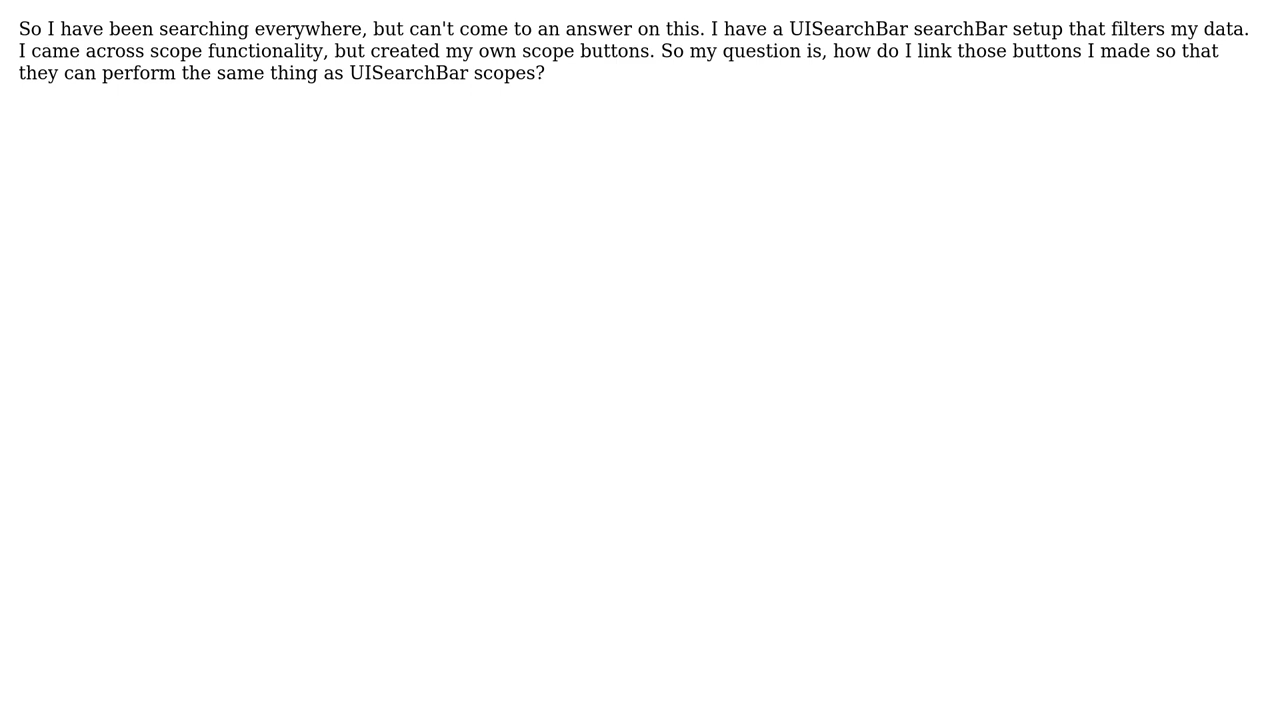 So I have been searching everywhere, but can't come to an answer on this. I have a UISearchBar searchBar setup that filters my data.
I came across scope functionality, but created my own scope buttons. So my question is, how do I link those buttons I made so that
they can perform the same thing as UISearchBar scopes?